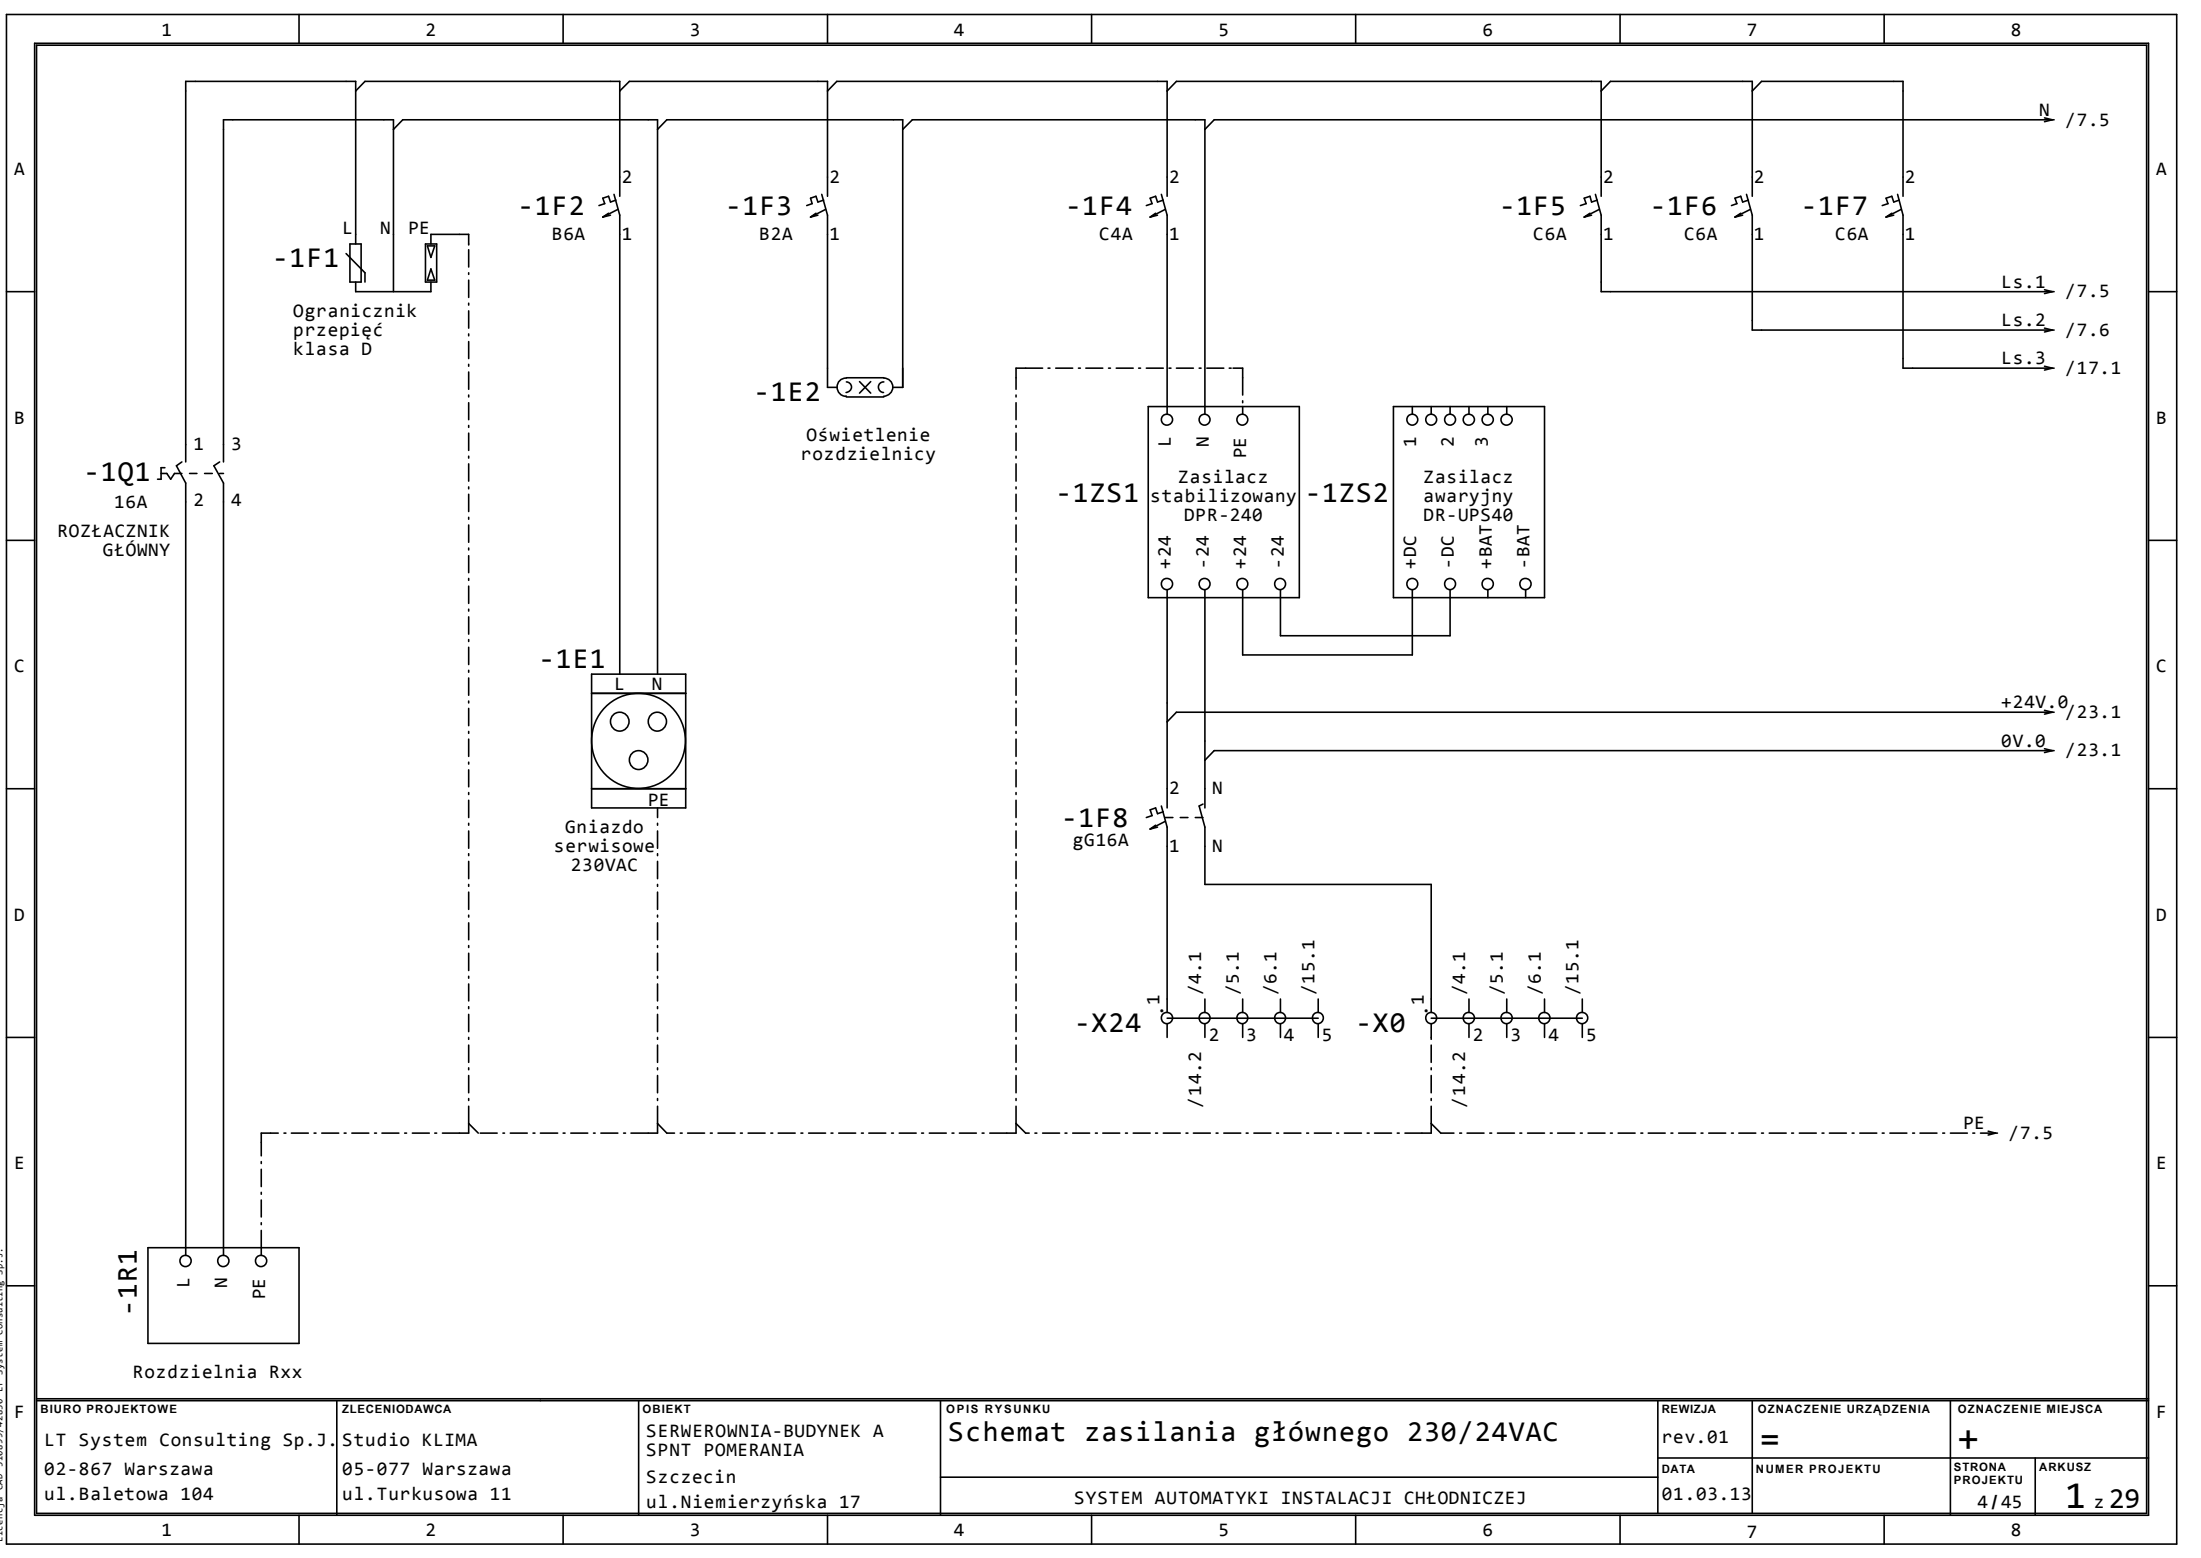 1 2 3 4 5 6 7 8
N /7.5
A A
2 2 2 2 2 2
-1F2 -1F3 -1F4 -1F5 -1F6 -1F7
B6A B2A C4A C6A C6A C6A
1 1 1 1 1 1
L N PE
-1F1
Ogranicznik
przepięć
klasa D
Ls.1 /7.5
Ls.2 /7.6
Ls.3 /17.1
-1E2
Oświetlenie
rozdzielnicy
B B
1 3
-1Q1
16A
2 4
ROZŁACZNIK
GŁÓWNY
L N PE
-1ZS1
Zasilacz
stabilizowany
DPR-240
+24 -24 +24 -24
1 2 3
-1ZS2
Zasilacz
awaryjny
DR-UPS40
+DC -DC +BAT -BAT
C C
-1E1
L N
PE
Gniazdo
serwisowe
230VAC
+24V.0 /23.1
0V.0 /23.1
2 N
-1F8
gG16A
1 N
D D
/4.1 /5.1 /6.1 /15.1
.1
-X24
2 3 4 5
/14.2
/4.1 /5.1 /6.1 /15.1
.1
-X0
2 3 4 5
/14.2
PE /7.5
E E
-1R1
L N PE
Rozdzielnia Rxx
F F
BIURO PROJEKTOWE
LT System Consulting Sp.J.
02-867 Warszawa
ul.Baletowa 104
ZLECENIODAWCA
Studio KLIMA
05-077 Warszawa
ul.Turkusowa 11
OBIEKT
SERWEROWNIA-BUDYNEK A
SPNT POMERANIA
Szczecin
ul.Niemierzyńska 17
OPIS RYSUNKU
Schemat zasilania głównego 230/24VAC
SYSTEM AUTOMATYKI INSTALACJI CHŁODNICZEJ
REWIZJA
rev.01
DATA
01.03.13
OZNACZENIE URZĄDZENIA
=
NUMER PROJEKTU
OZNACZENIE MIEJSCA
+
STRONA
PROJEKTU
4/45
ARKUSZ
1 z 29
1 2 3 4 5 6 7 8